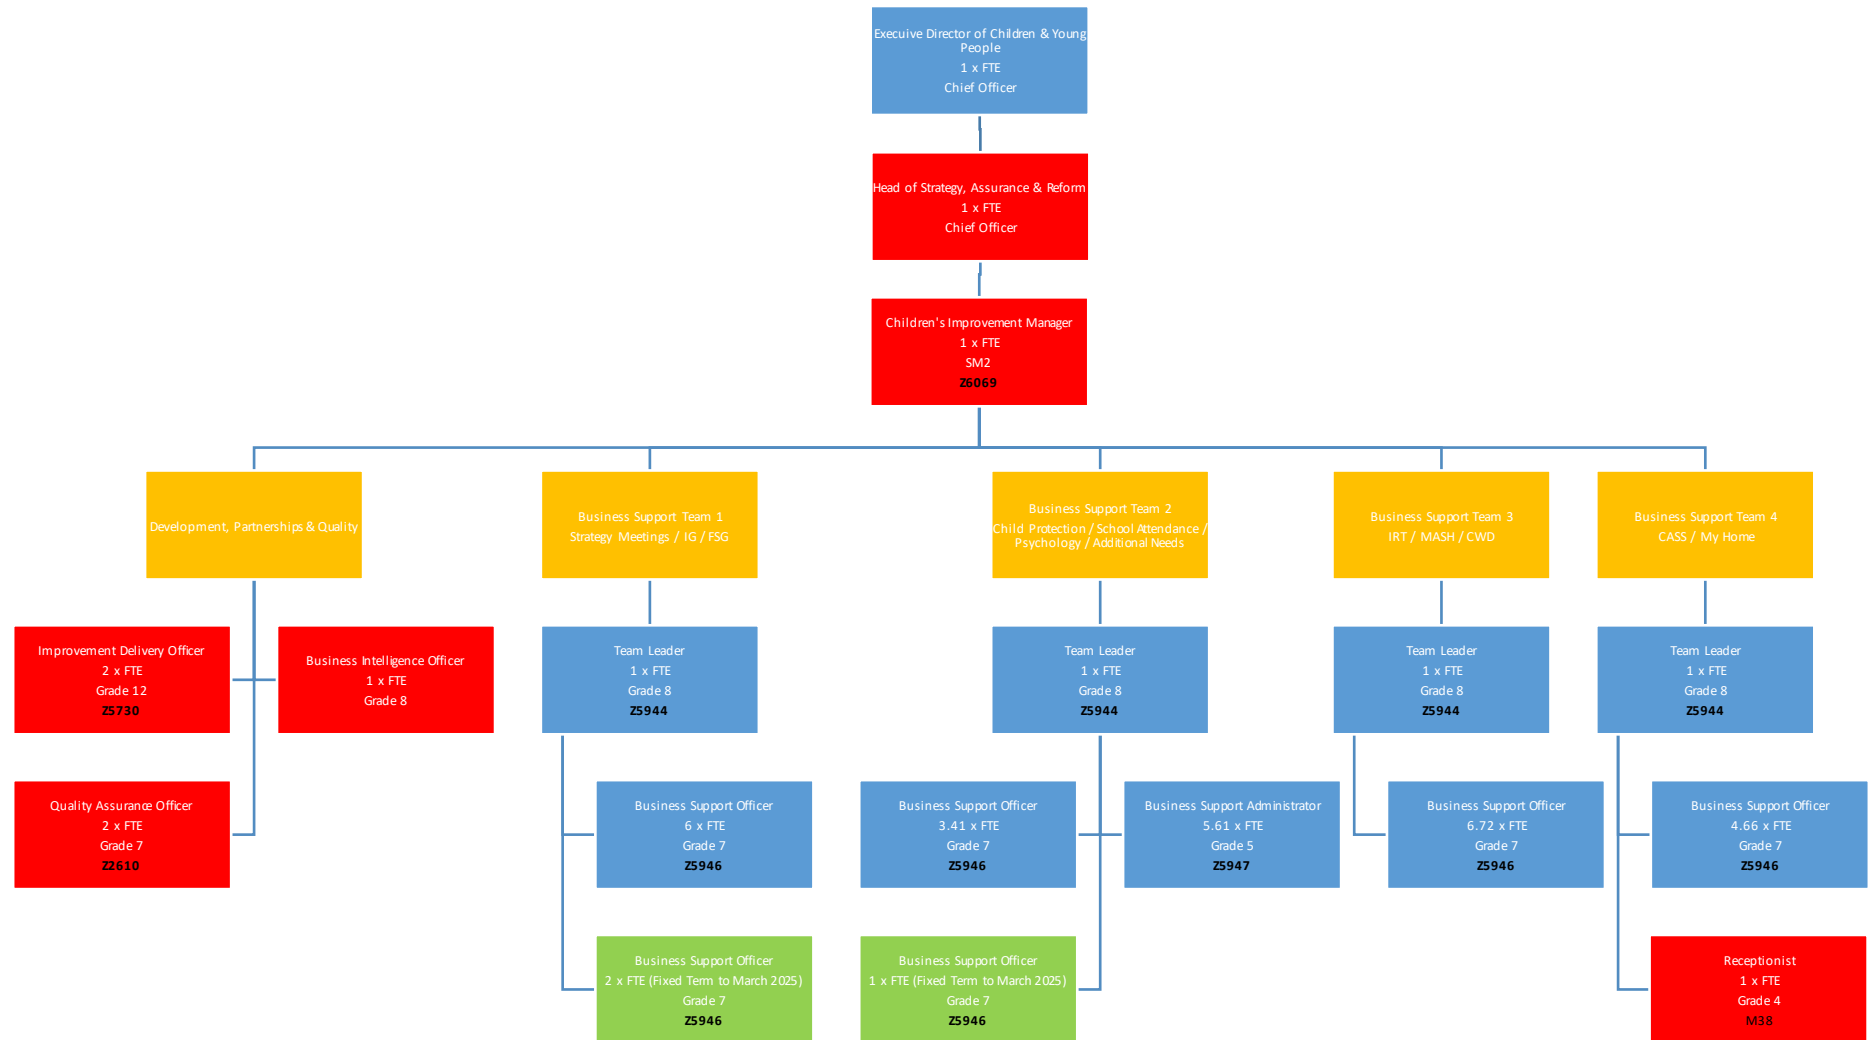 Execuive Director of Children & Young
People
1 x FTE
Chief Officer
Head of Strategy, Assurance & Reform
1 x FTE
Chief Officer
Children's Improvement Manager
1 x FTE
SM2
Z6069
Development, Partnerships & Quality
Business Support Team 1
Strategy Meetings / IG / FSG
Business Support Team 2
Child Protection / School Attendance /
Psychology / Additional Needs
Business Support Team 3
IRT / MASH / CWD
Business Support Team 4
CASS / My Home
Improvement Delivery Officer
2 x FTE
Grade 12
Z5730
Business Intelligence Officer
1 x FTE
Grade 8
Team Leader
1 x FTE
Grade 8
Z5944
Team Leader
1 x FTE
Grade 8
Z5944
Team Leader
1 x FTE
Grade 8
Z5944
Team Leader
1 x FTE
Grade 8
Z5944
Quality Assurance Officer
2 x FTE
Grade 7
Z2610
Business Support Officer
6 x FTE
Grade 7
Z5946
Business Support Officer
3.41 x FTE
Grade 7
Z5946
Business Support Administrator
5.61 x FTE
Grade 5
Z5947
Business Support Officer
6.72 x FTE
Grade 7
Z5946
Business Support Officer
4.66 x FTE
Grade 7
Z5946
Business Support Officer
2 x FTE (Fixed Term to March 2025)
Grade 7
Z5946
Business Support Officer
1 x FTE (Fixed Term to March 2025)
Grade 7
Z5946
Receptionist
1 x FTE
Grade 4
M38